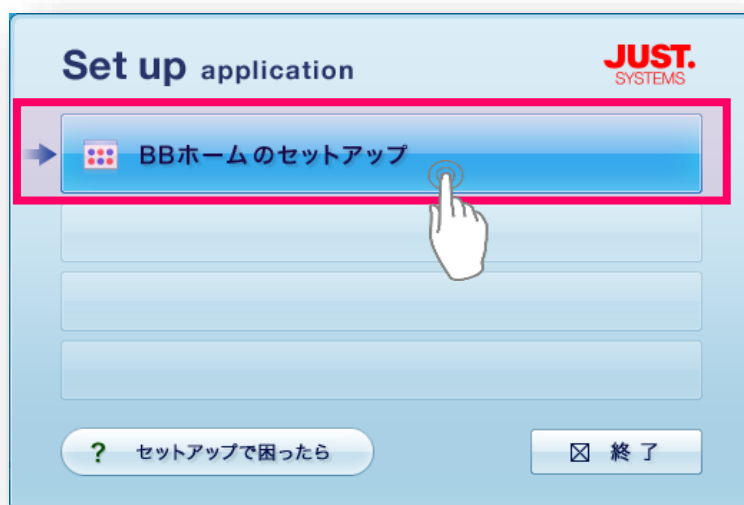 Set up application
JUST.
SYSTEMS
BBホームのセットアップ
? セットアップで困ったら
終了